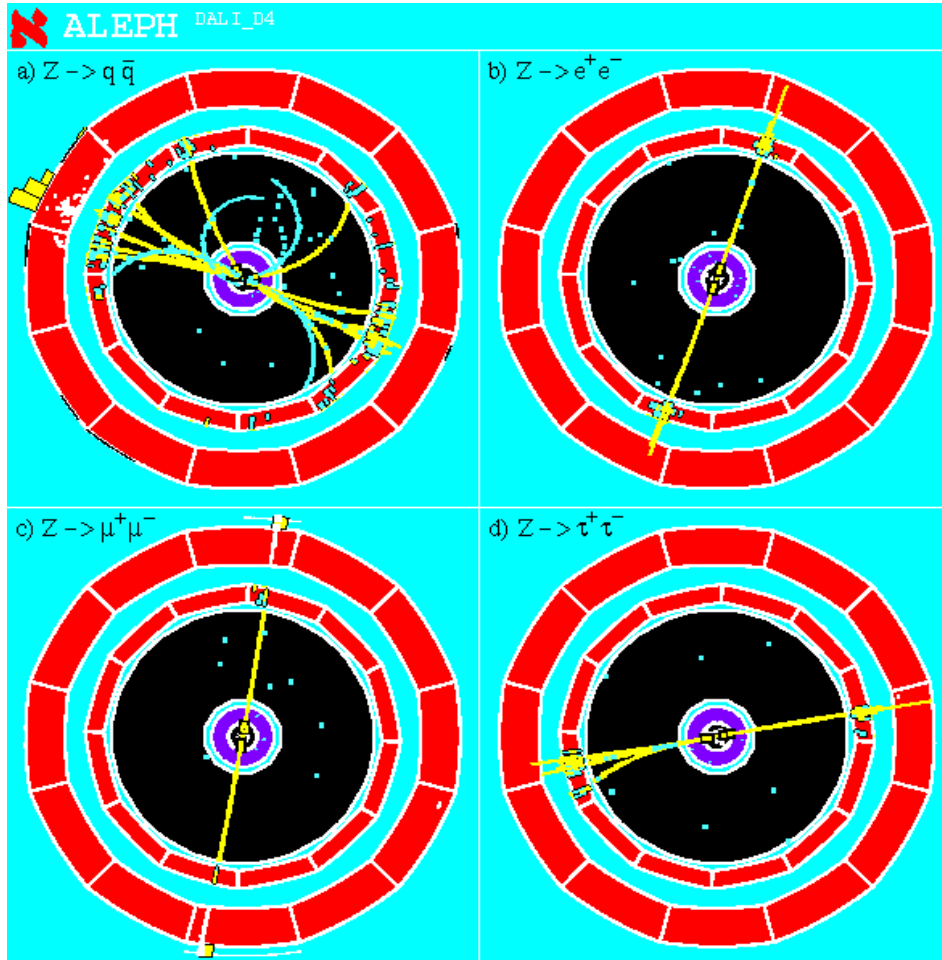 ALEPH DALI_D4
a) Z -> q q̄
b) Z -> e⁺ e⁻
c) Z -> μ⁺ μ⁻
d) Z -> τ⁺ τ⁻